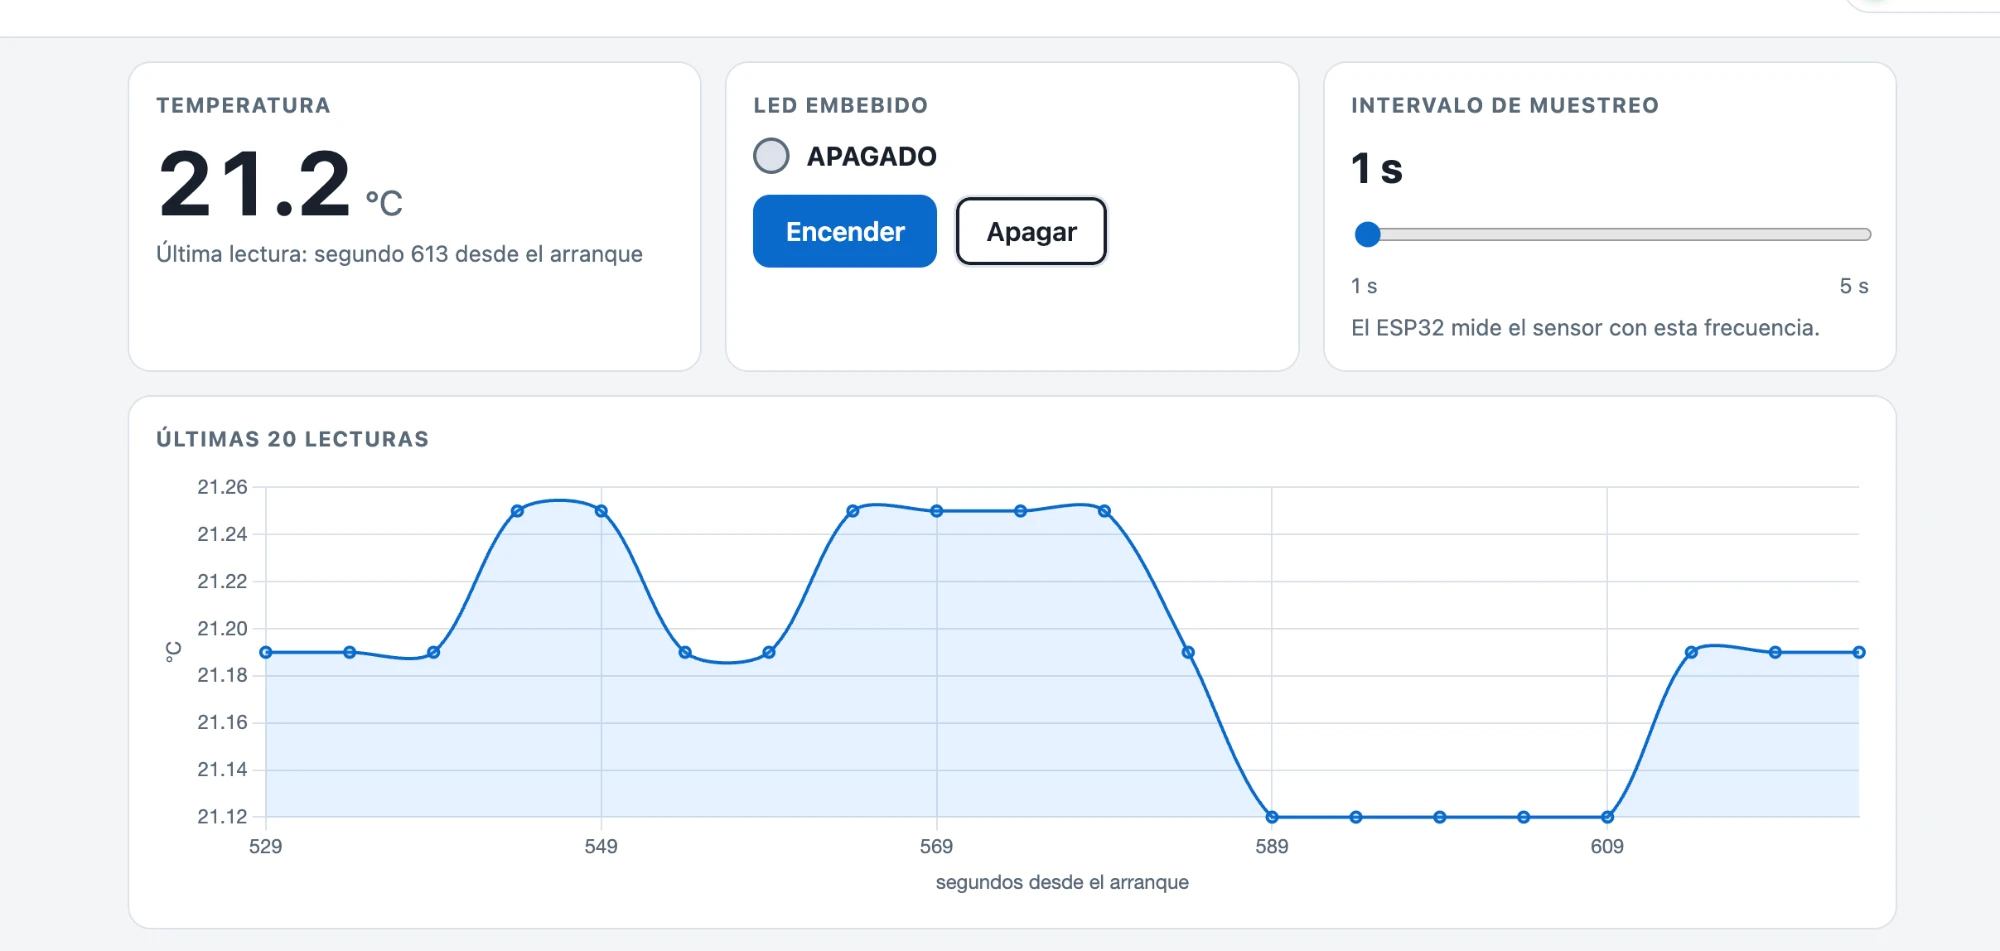 TEMPERATURA
21.2 °C
Última lectura: segundo 613 desde el arranque
LED EMBEBIDO
APAGADO
Encender
Apagar
INTERVALO DE MUESTREO
1 s
1 s
5 s
El ESP32 mide el sensor con esta frecuencia.
ÚLTIMAS 20 LECTURAS
21.26
21.24
21.22
21.20
21.18
21.16
21.14
21.12
°C
529
549
569
589
609
segundos desde el arranque